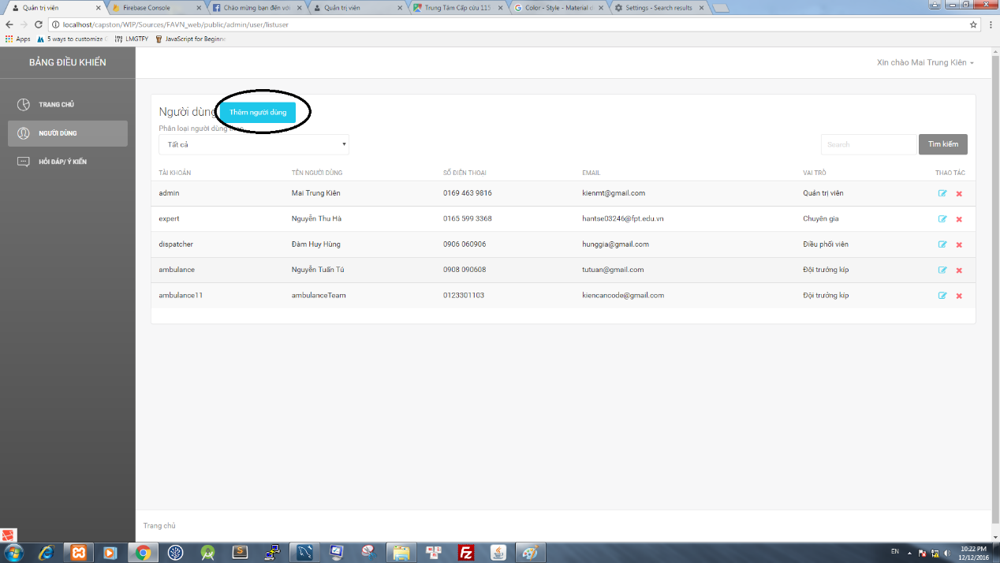 Quản trị viên
Firebase Console
Chào mừng bạn đến với
Quản trị viên
Trung Tâm Cấp cứu 115
Color - Style - Material d
Settings - Search results
localhost/capston/WIP/Sources/FAVN_web/public/admin/user/listuser
Apps 5 ways to customize LMGTFY JavaScript for Beginne
BẢNG ĐIỀU KHIỂN
Xin chào Mai Trung Kiên
TRANG CHỦ
NGƯỜI DÙNG
HỎI ĐÁP/ Ý KIẾN
Người dùng Thêm người dùng
Phân loại người dùng theo
Tất cả
Search Tìm kiếm
TÀI KHOẢN TÊN NGƯỜI DÙNG SỐ ĐIỆN THOẠI EMAIL VAI TRÒ THAO TÁC
admin Mai Trung Kiên 0169 463 9816 kienmt@gmail.com Quản trị viên
expert Nguyễn Thu Hà 0165 599 3368 hantse03246@fpt.edu.vn Chuyên gia
dispatcher Đàm Huy Hùng 0906 060906 hunggia@gmail.com Điều phối viên
ambulance Nguyễn Tuấn Tú 0908 090608 tutuan@gmail.com Đội trưởng kíp
ambulance11 ambulanceTeam 0123301103 kiencancode@gmail.com Đội trưởng kíp
Trang chủ
EN
10:22 PM
12/12/2016